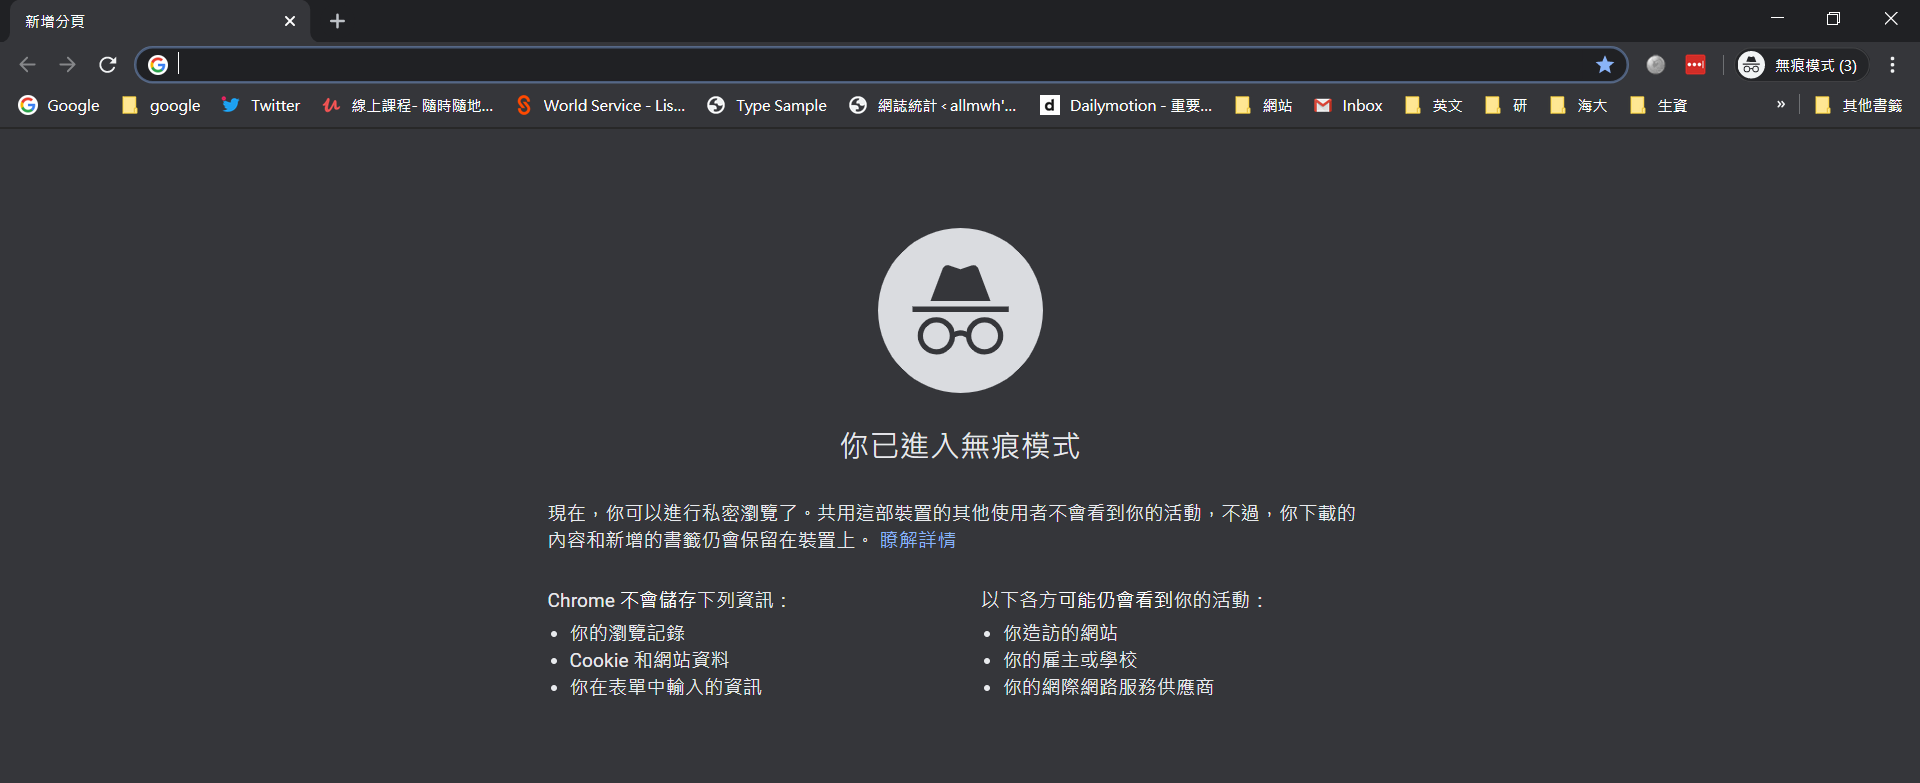 新增分頁
無痕模式 (3)
Google google Twitter 線上課程- 隨時隨地... World Service - Lis... Type Sample 網誌統計 ‹ allmwh'... Dailymotion - 重要... 網站 Inbox 英文 研 海大 生資 » 其他書籤
你已進入無痕模式
現在，你可以進行私密瀏覽了。共用這部裝置的其他使用者不會看到你的活動，不過，你下載的
內容和新增的書籤仍會保留在裝置上。 瞭解詳情
Chrome 不會儲存下列資訊：
你的瀏覽記錄
Cookie 和網站資料
你在表單中輸入的資訊
以下各方可能仍會看到你的活動：
你造訪的網站
你的雇主或學校
你的網際網路服務供應商